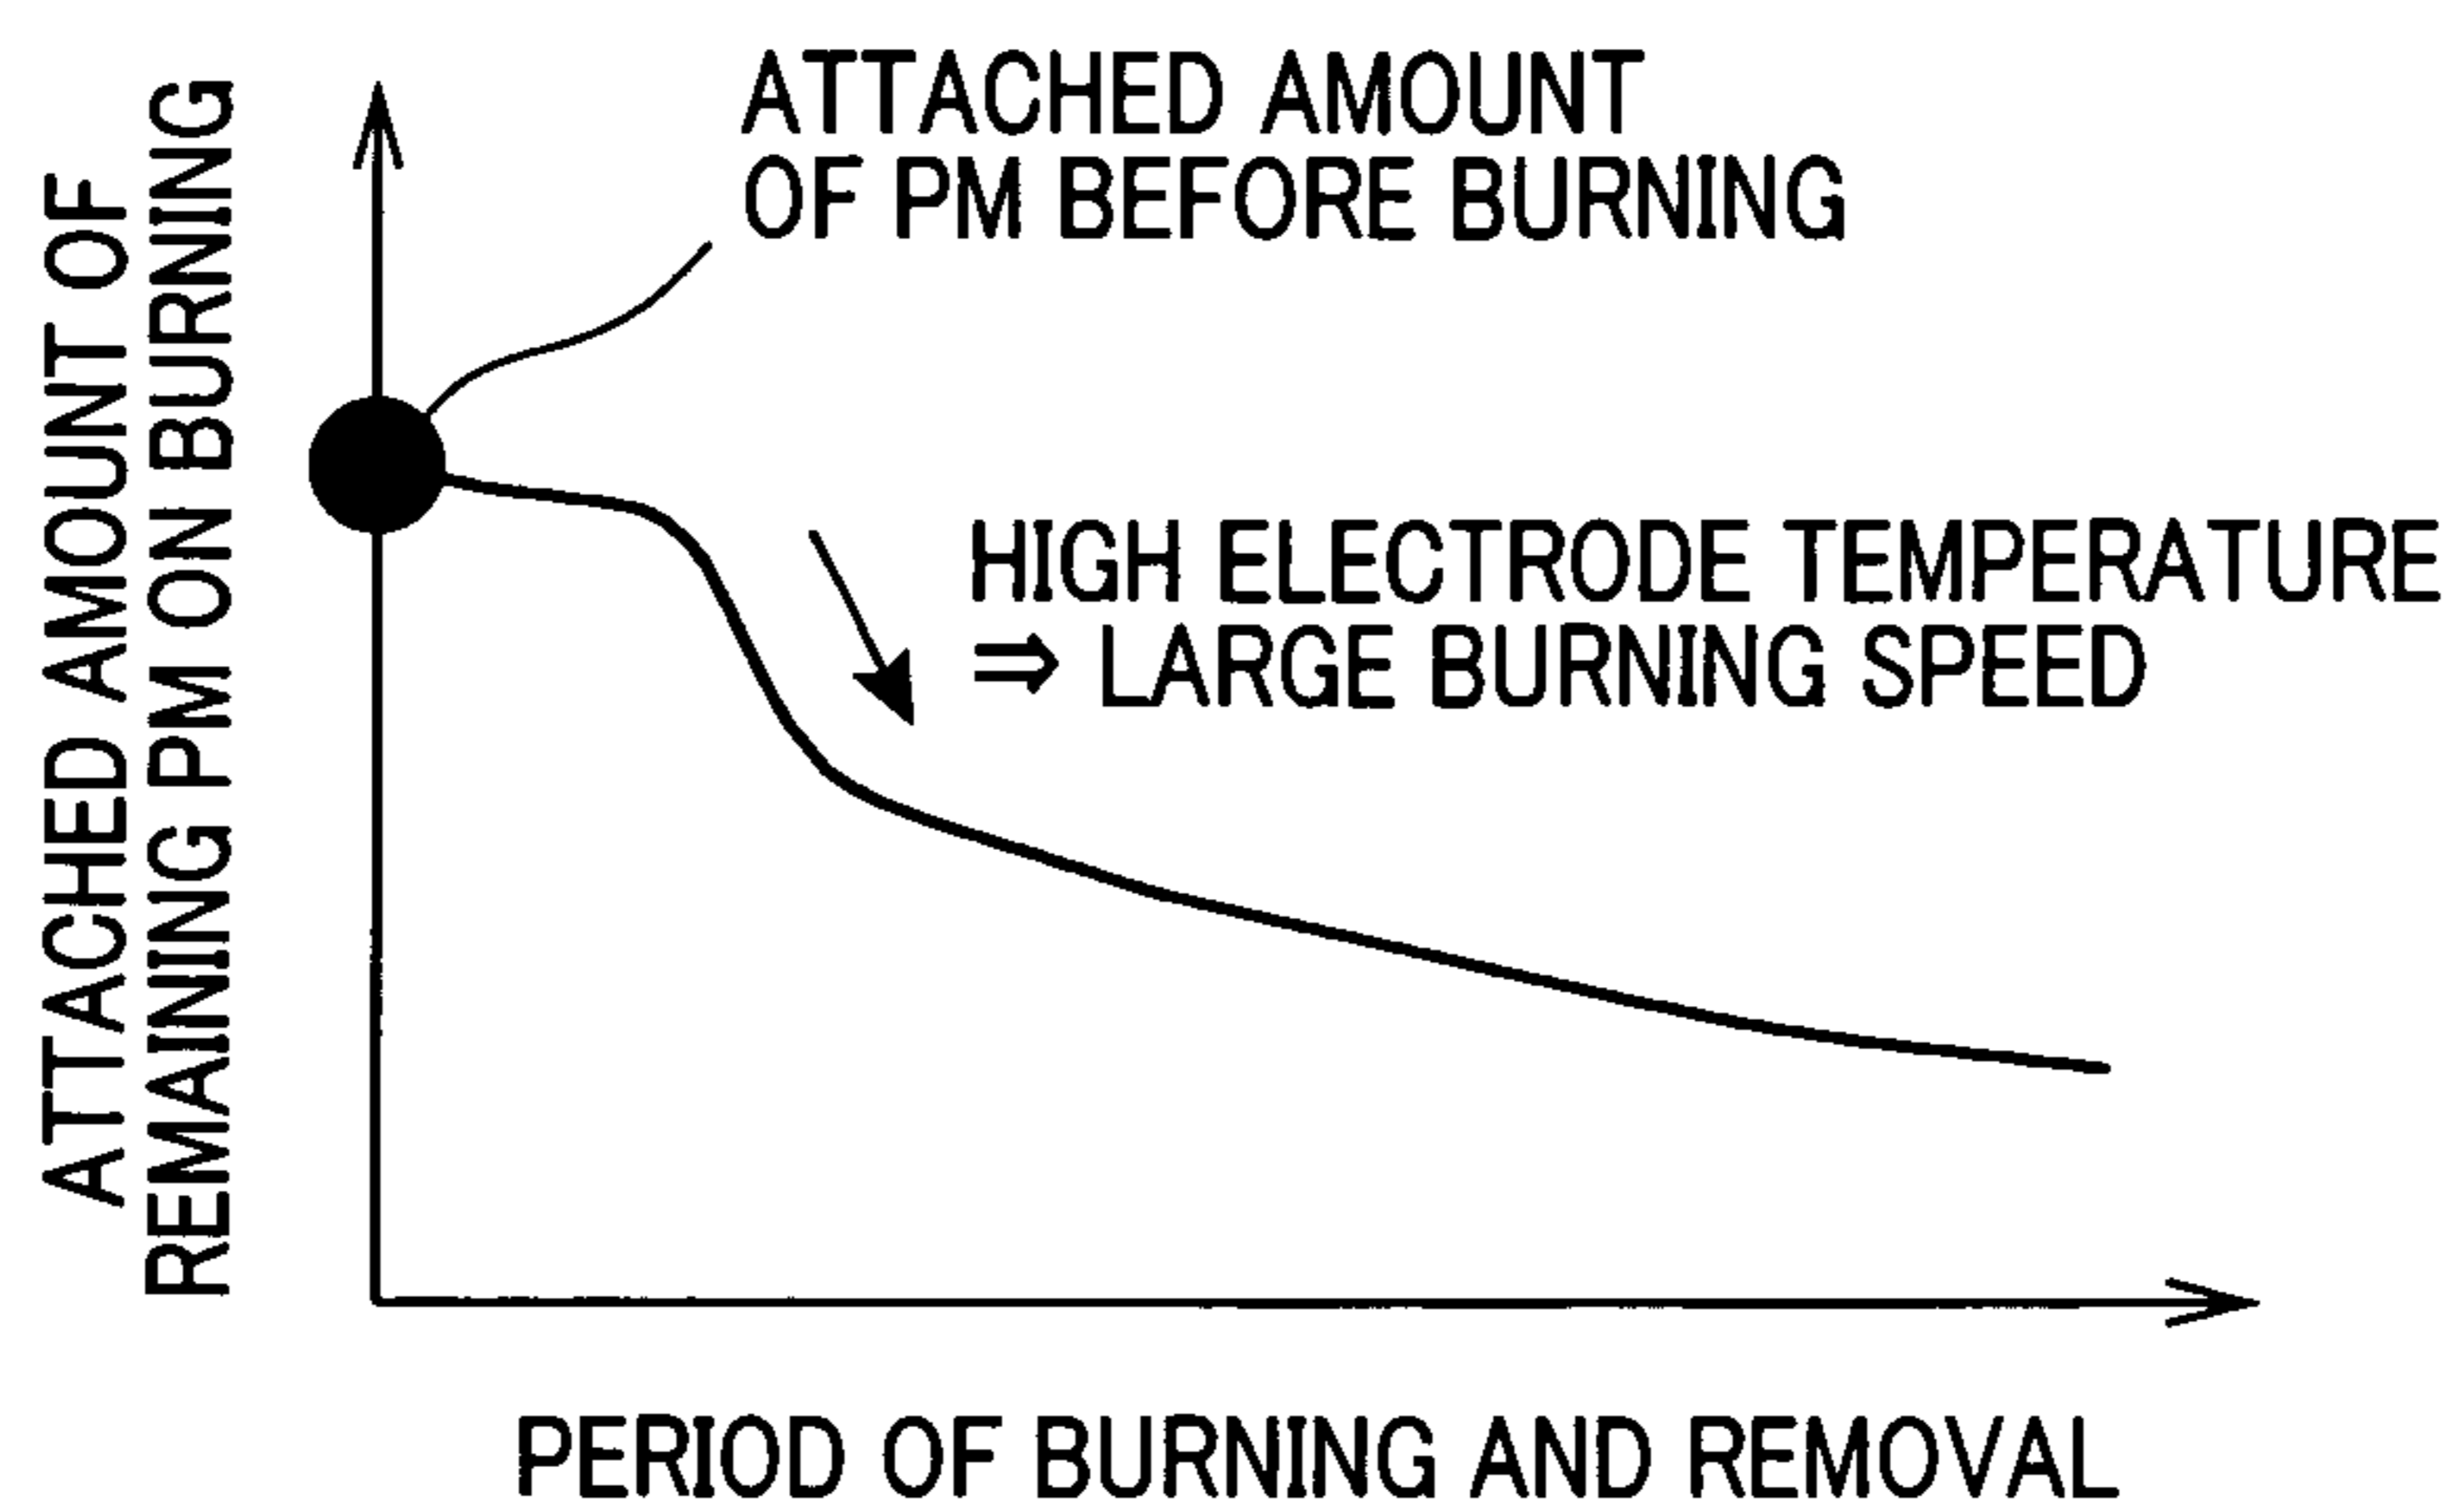 ATTACHED AMOUNT
OF PM BEFORE BURNING
ATTACHED AMOUNT OF
REMAINING PM ON BURNING
HIGH ELECTRODE TEMPERATURE
⇒ LARGE BURNING SPEED
PERIOD OF BURNING AND REMOVAL